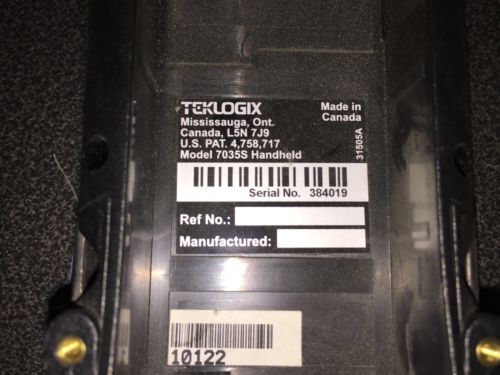 TEKLOGIX
Mississauga, Ont.
Canada, L5N 7J9
U.S. PAT. 4,758,717
Model 7035S Handheld
Made in
Canada
31505A
Serial No. 384019
Ref No.:
Manufactured:
10122